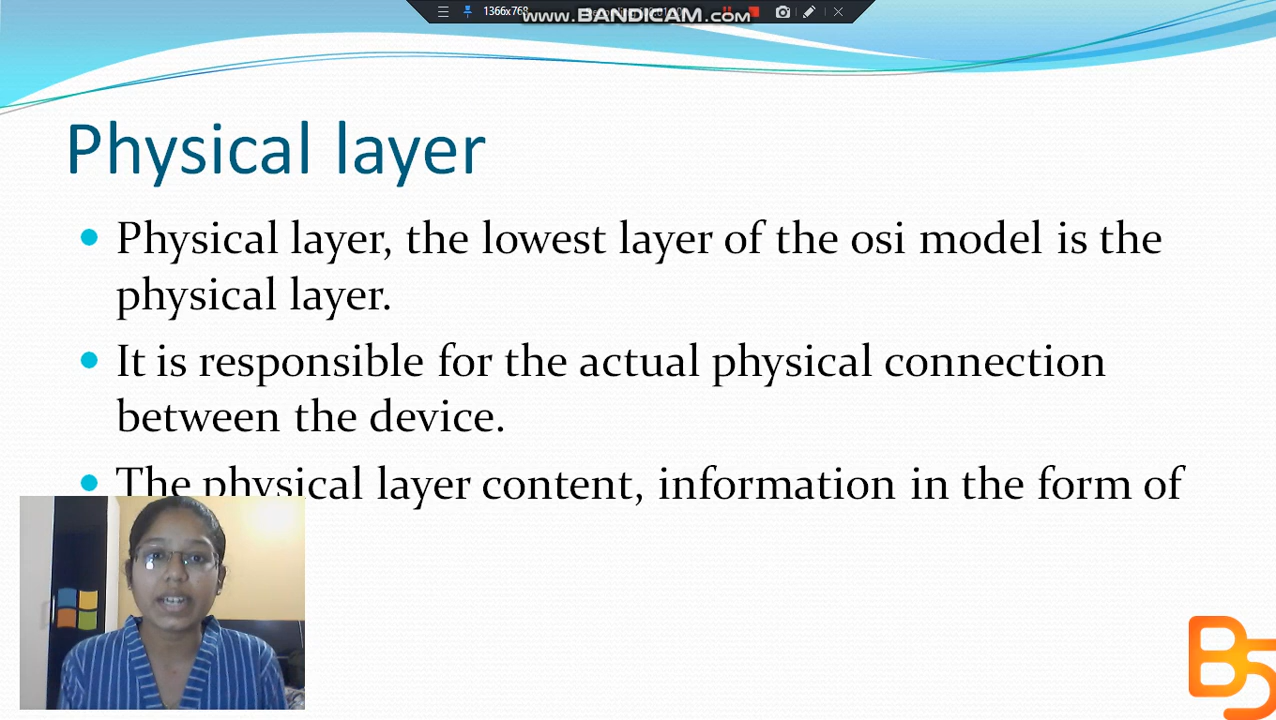 1366x768
www.BANDICAM.com
Physical layer
Physical layer, the lowest layer of the osi model is the
physical layer.
It is responsible for the actual physical connection
between the device.
The physical layer content, information in the form of
B5